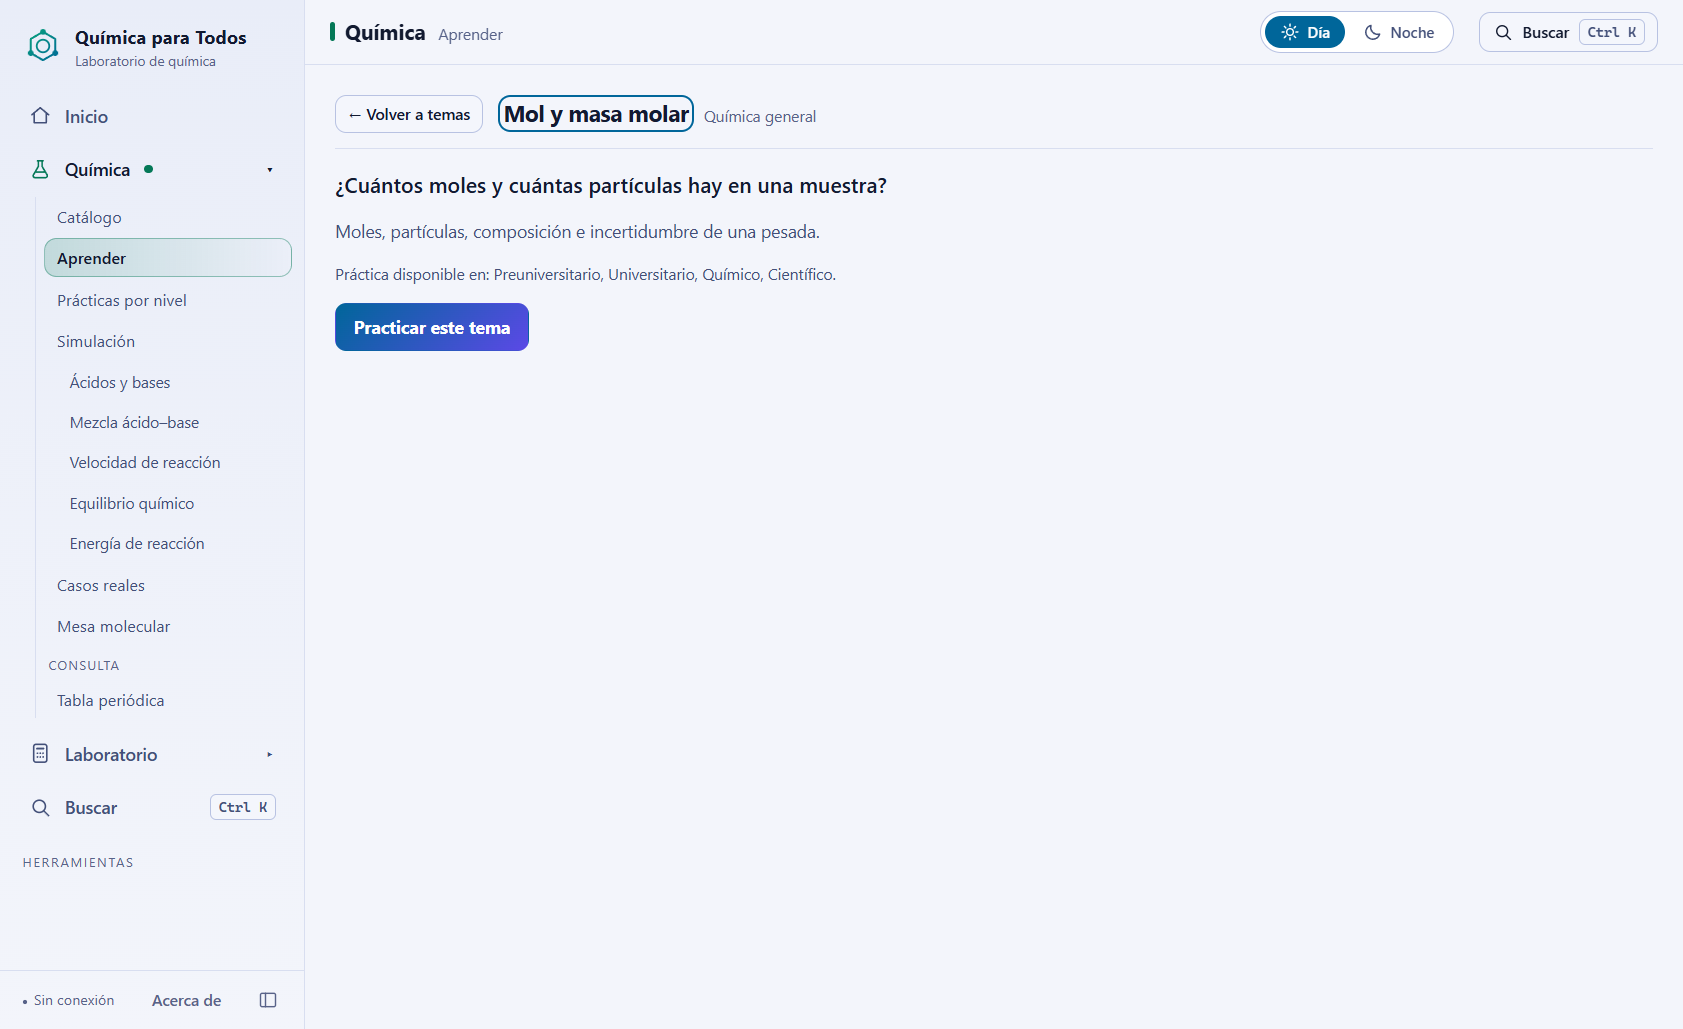 Química para Todos
Laboratorio de química
Inicio
Química
Catálogo
Aprender
Prácticas por nivel
Simulación
Ácidos y bases
Mezcla ácido–base
Velocidad de reacción
Equilibrio químico
Energía de reacción
Casos reales
Mesa molecular
CONSULTA
Tabla periódica
Laboratorio
Buscar Ctrl K
HERRAMIENTAS
Sin conexión Acerca de
Química Aprender
Día Noche Buscar Ctrl K
← Volver a temas Mol y masa molar Química general
¿Cuántos moles y cuántas partículas hay en una muestra?
Moles, partículas, composición e incertidumbre de una pesada.
Práctica disponible en: Preuniversitario, Universitario, Químico, Científico.
Practicar este tema